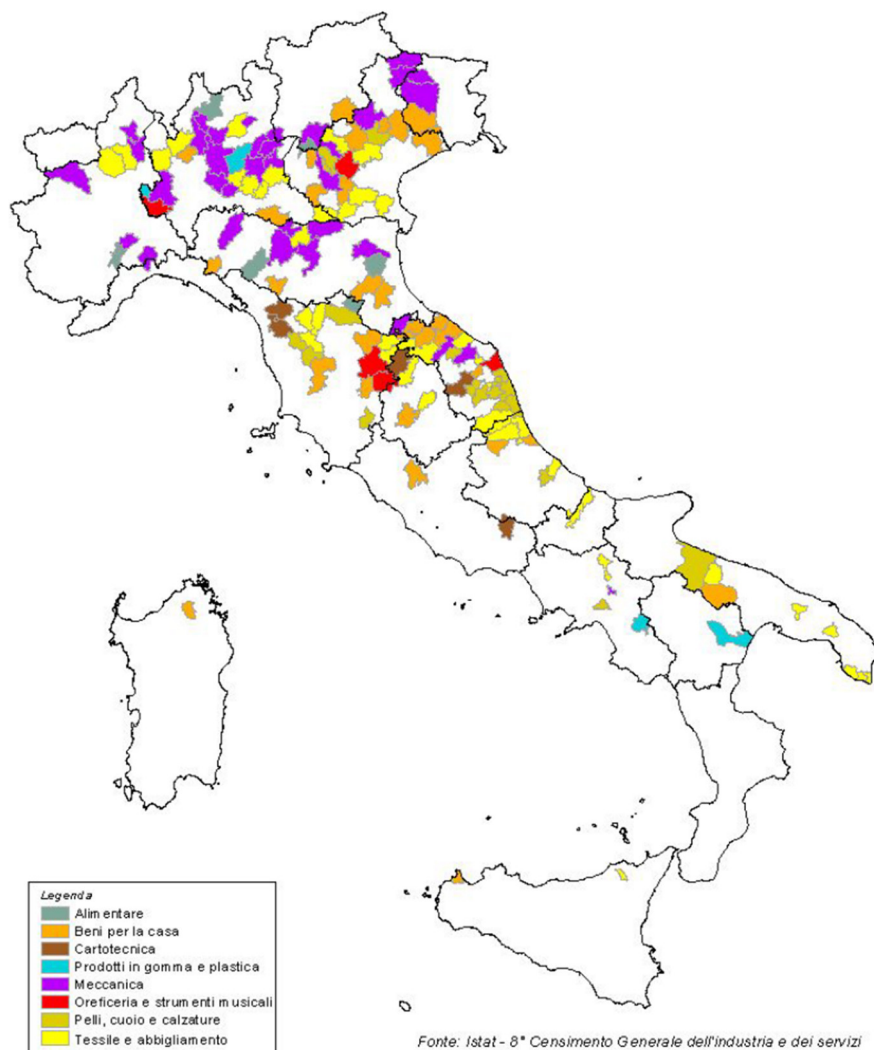 Legenda
Alimentare
Beni per la casa
Cartotecnica
Prodotti in gomma e plastica
Meccanica
Oreficeria e strumenti musicali
Pelli, cuoio e calzature
Tessile e abbigliamento
Fonte: Istat - 8° Censimento Generale dell'industria e dei servizi